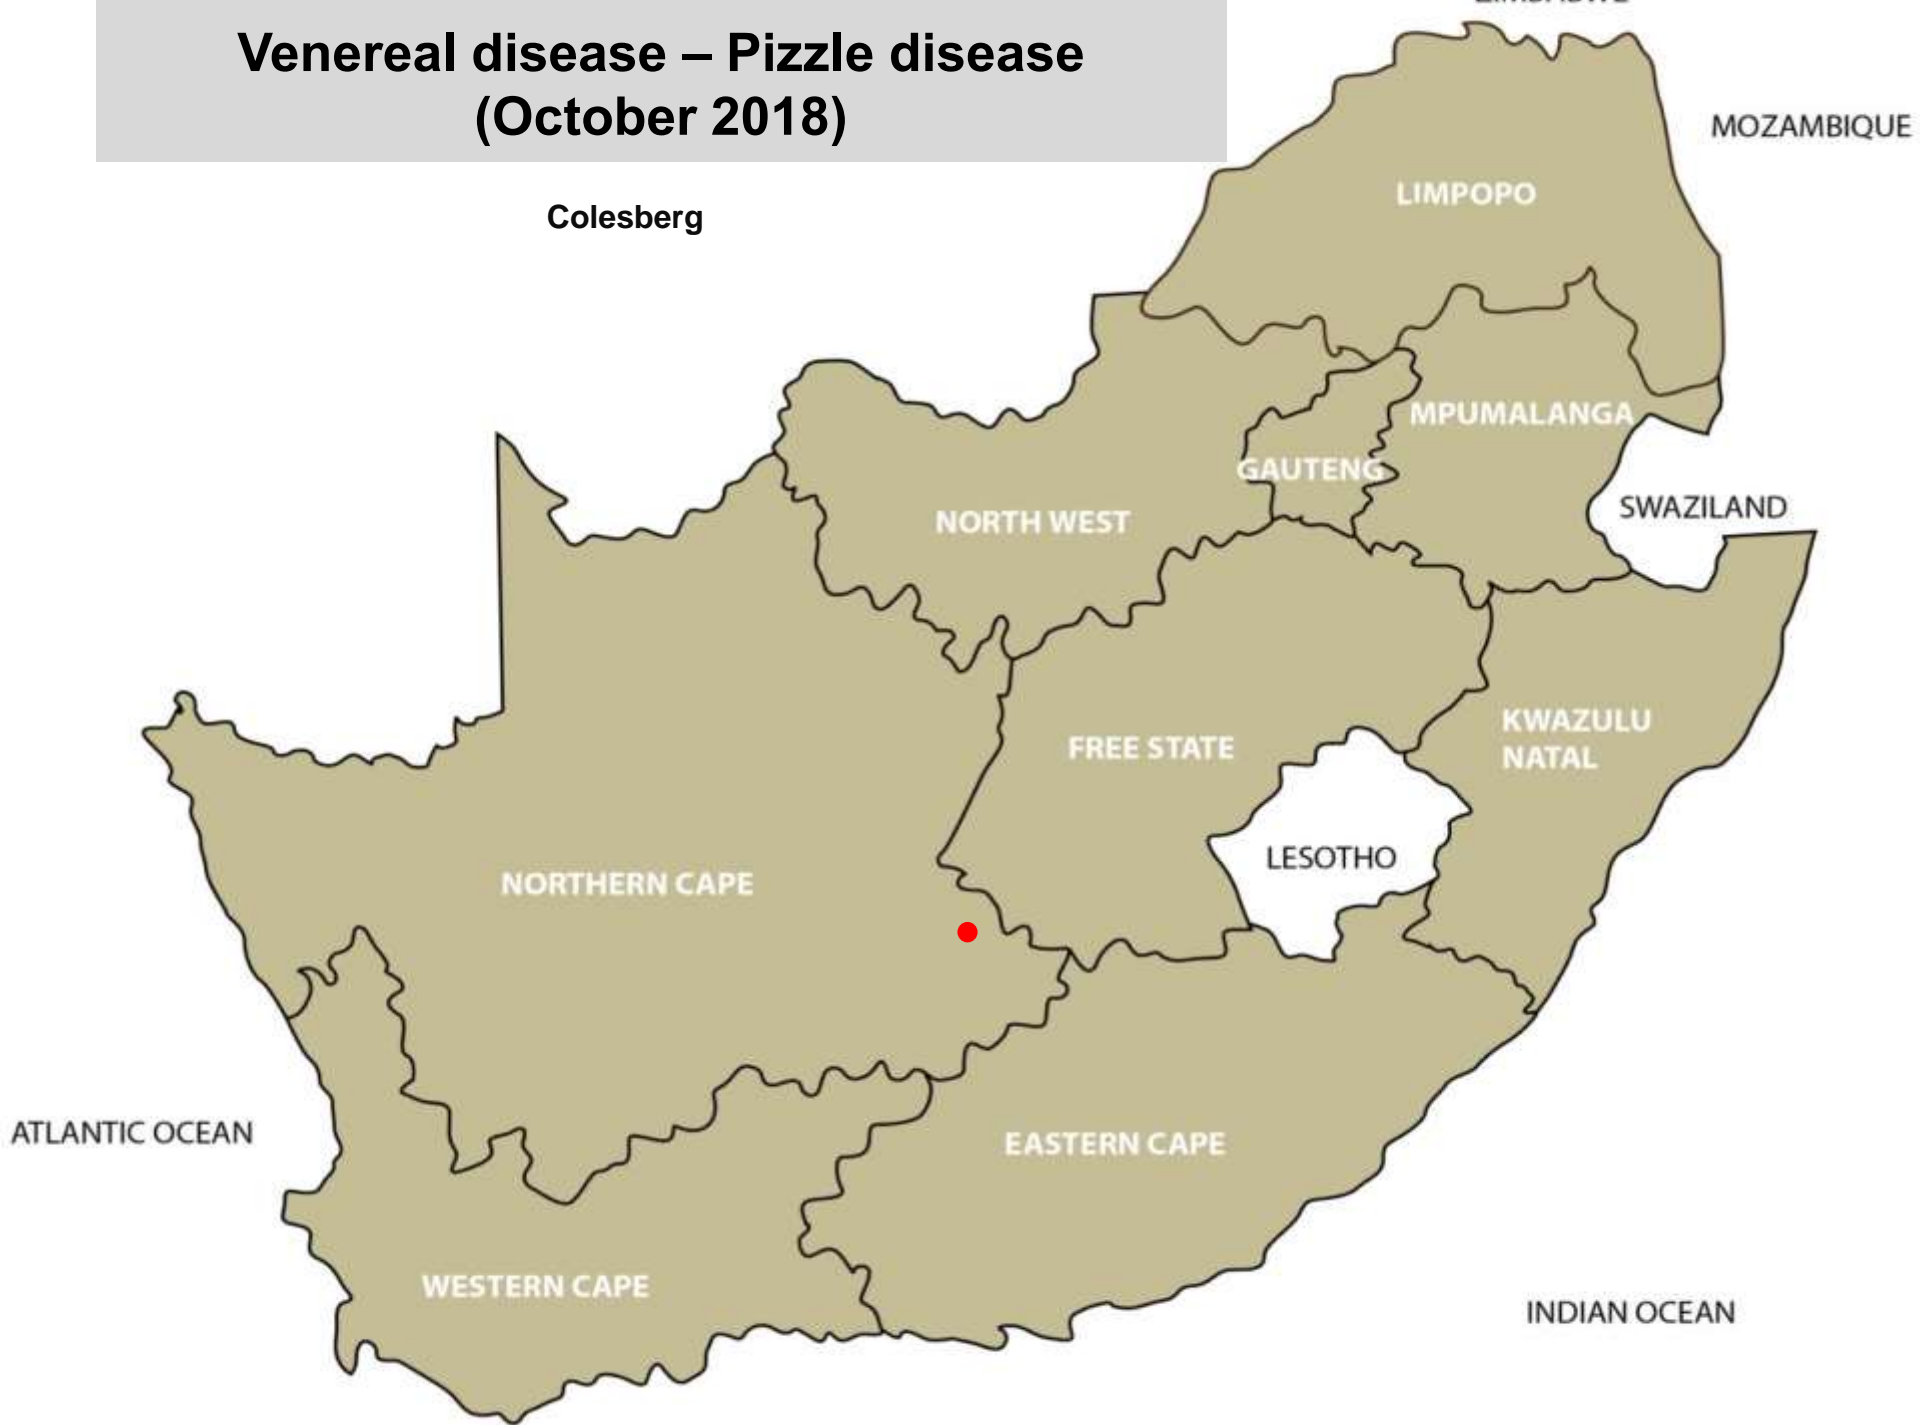 Venereal disease – Pizzle disease
(October 2018)
MOZAMBIQUE
LIMPOPO
Colesberg
MPUMALANGA
GAUTENG
SWAZILAND
NORTH WEST
KWAZULU
NATAL
FREE STATE
LESOTHO
NORTHERN CAPE
ATLANTIC OCEAN
EASTERN CAPE
WESTERN CAPE
INDIAN OCEAN